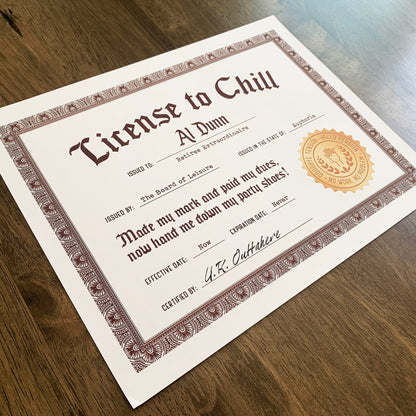 License to Chill
Al Dunn
ISSUED TO: Retiree Extraordinaire
ISSUED BY: The Board of Leisure ISSUED IN THE STATE OF: Euphoria
Made my mark and paid my dues,
now hand me down my party shoes!
EFFECTIVE DATE: Now EXPIRATION DATE: Never
CERTIFIED BY: U.R. Outtahere